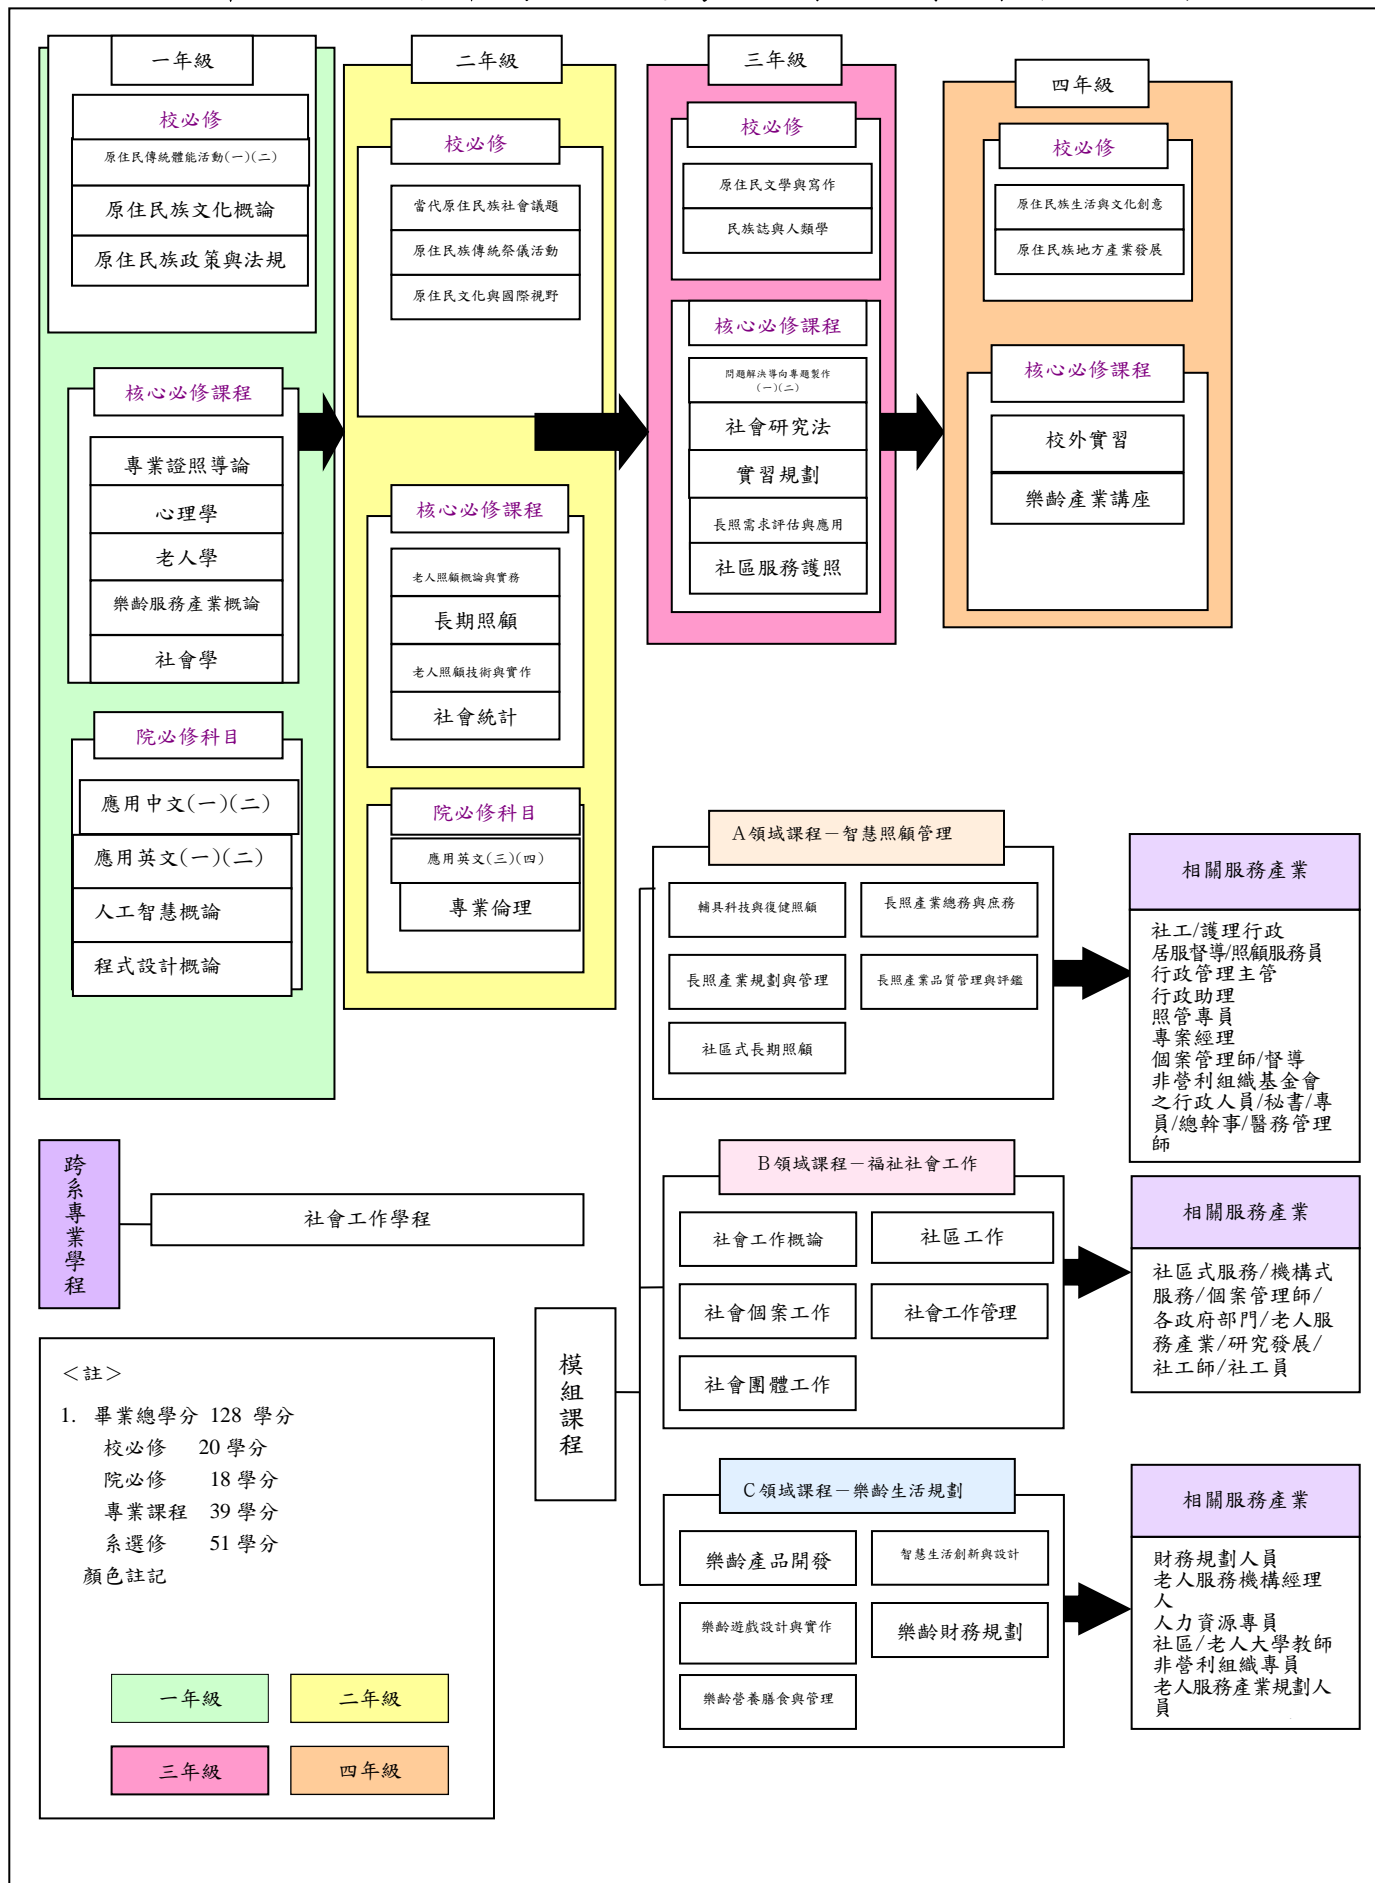 一年級
校必修
原住民傳統體能活動(一)(二)
原住民族文化概論
原住民族政策與法規
核心必修課程
專業證照導論
心理學
老人學
樂齡服務產業概論
社會學
院必修科目
應用中文(一)(二)
應用英文(一)(二)
人工智慧概論
程式設計概論
二年級
校必修
當代原住民族社會議題
原住民族傳統祭儀活動
原住民文化與國際視野
核心必修課程
老人照顧概論與實務
長期照顧
老人照顧技術與實作
社會統計
院必修科目
應用英文(三)(四)
專業倫理
三年級
校必修
原住民文學與寫作
民族誌與人類學
核心必修課程
問題解決導向專題製作
(一)(二)
社會研究法
實習規劃
長照需求評估與應用
社區服務護照
四年級
校必修
原住民族生活與文化創意
原住民族地方產業發展
核心必修課程
校外實習
樂齡產業講座
跨系專業學程
社會工作學程
模組課程
A領域課程－智慧照顧管理
輔具科技與復健照顧
長照產業總務與庶務
長照產業規劃與管理
長照產業品質管理與評鑑
社區式長期照顧
相關服務產業
社工/護理行政
居服督導/照顧服務員
行政管理主管
行政助理
照管專員
專案經理
個案管理師/督導
非營利組織基金會
之行政人員/秘書/專
員/總幹事/醫務管理
師
B領域課程－福祉社會工作
社會工作概論
社區工作
社會個案工作
社會工作管理
社會團體工作
相關服務產業
社區式服務/機構式
服務/個案管理師/
各政府部門/老人服
務產業/研究發展/
社工師/社工員
C領域課程－樂齡生活規劃
樂齡產品開發
智慧生活創新與設計
樂齡遊戲設計與實作
樂齡財務規劃
樂齡營養膳食與管理
相關服務產業
財務規劃人員
老人服務機構經理
人
人力資源專員
社區/老人大學教師
非營利組織專員
老人服務產業規劃人
員
＜註＞
1. 畢業總學分 128 學分
校必修 20 學分
院必修 18 學分
專業課程 39 學分
系選修 51 學分
顏色註記
一年級
二年級
三年級
四年級